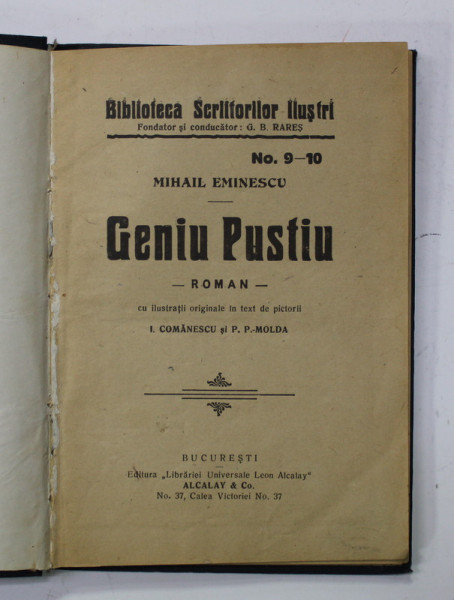 Biblioteca Scriitorilor Iluştri
Fondator şi conducător: G. B. RAREŞ
No. 9—10
MIHAIL EMINESCU
Geniu Pustiu
— ROMAN —
cu ilustraţii originale în text de pictorii
I. COMĂNESCU şi P. P.-MOLDA
BUCUREŞTI
Editura „Librăriei Universale Leon Alcalay"
ALCALAY & Co.
No. 37, Calea Victoriei No. 37